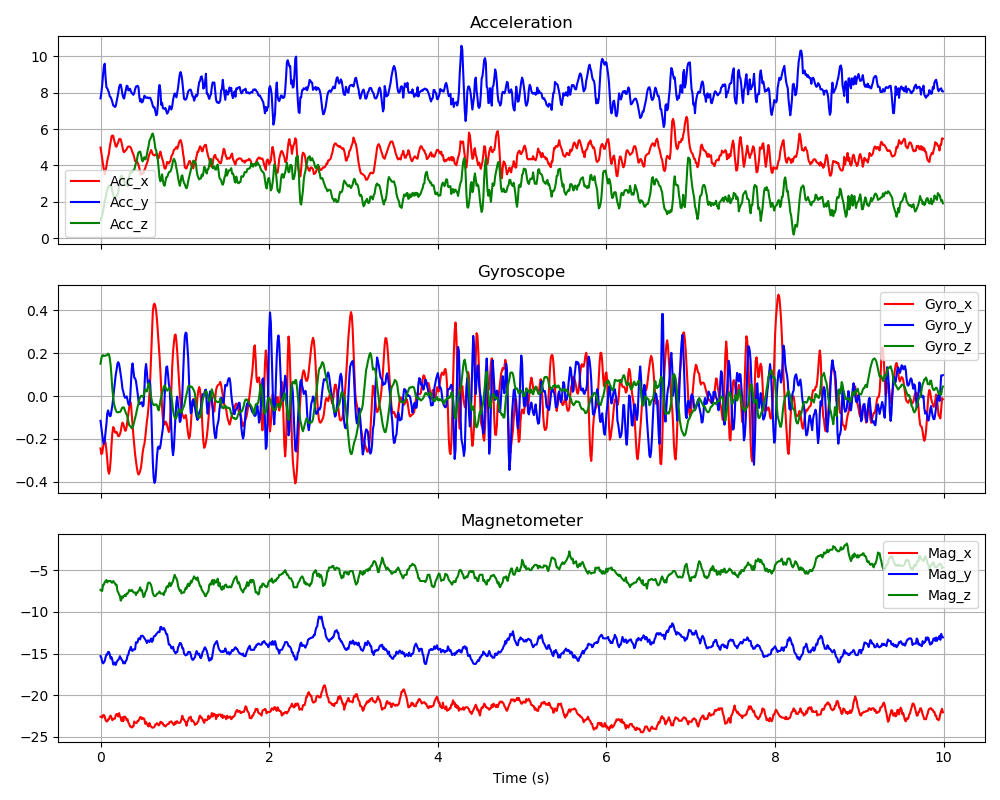 Acceleration
10
8
6
4
2
0
Acc_x
Acc_y
Acc_z
Gyroscope
0.4
0.2
0.0
−0.2
−0.4
Gyro_x
Gyro_y
Gyro_z
Magnetometer
−5
−10
−15
−20
−25
Mag_x
Mag_y
Mag_z
0 2 4 6 8 10
Time (s)